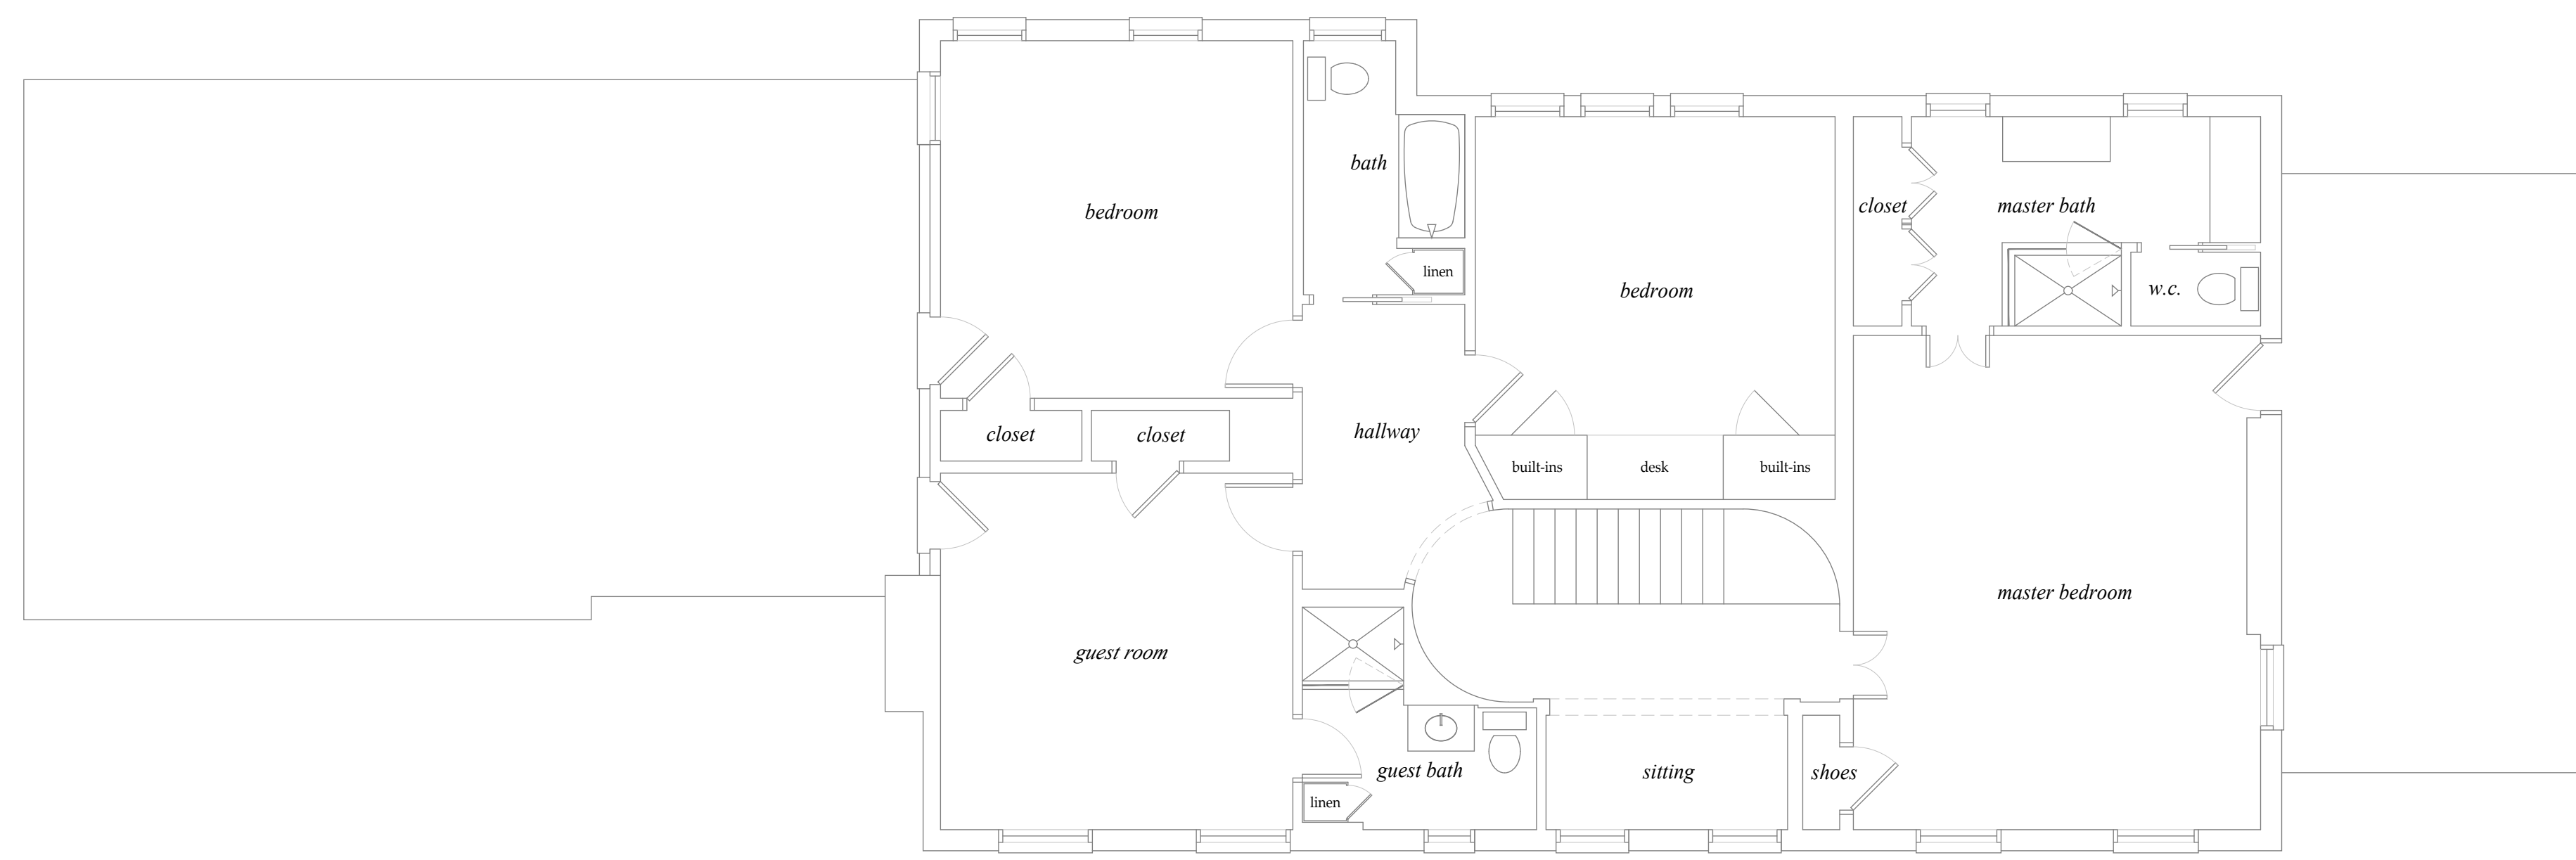 bedroom
bath
linen
bedroom
closet
master bath
w.c.
closet
closet
hallway
built-ins
desk
built-ins
guest room
master bedroom
guest bath
linen
sitting
shoes